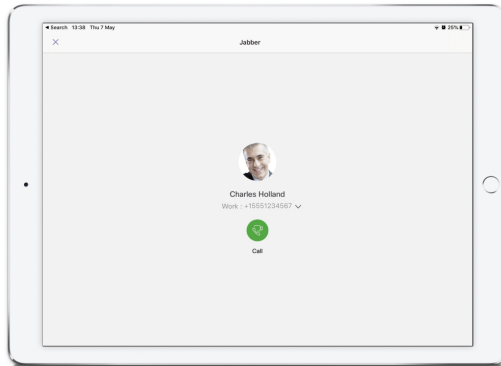 Search 13:38 Thu 7 May
25%
Jabber
Charles Holland
Work : +15551234567
Call